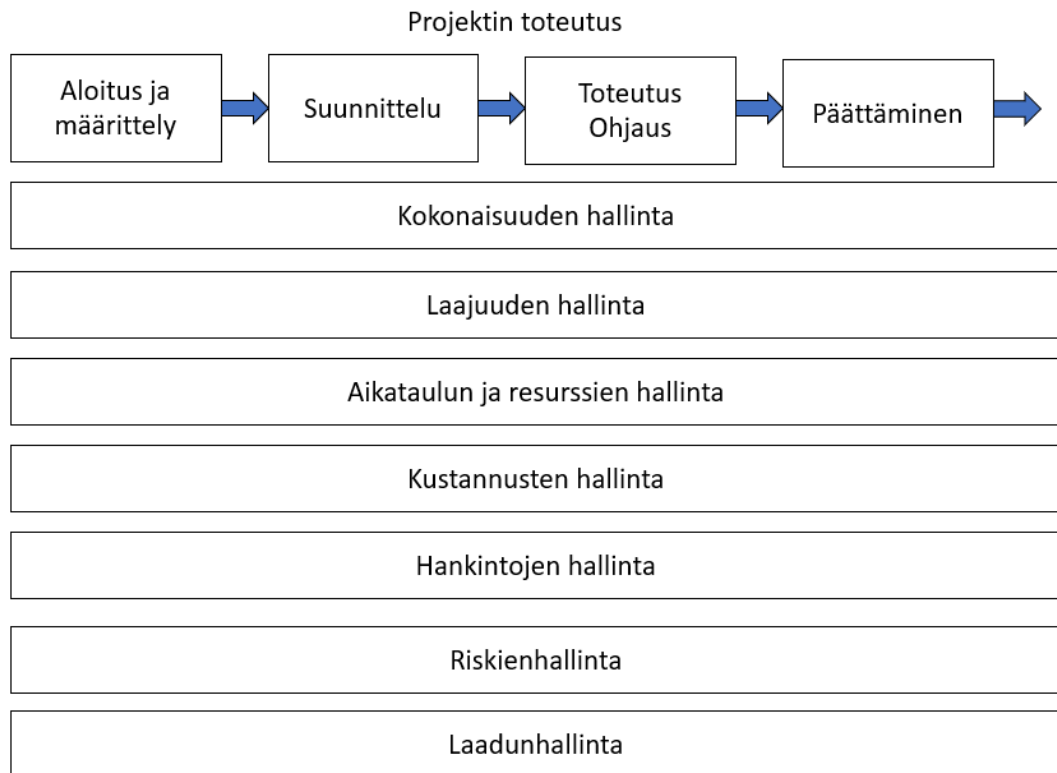 Projektin toteutus
Aloitus ja
määrittely
Suunnittelu
Toteutus
Ohjaus
Päättäminen
Kokonaisuuden hallinta
Laajuuden hallinta
Aikataulun ja resurssien hallinta
Kustannusten hallinta
Hankintojen hallinta
Riskienhallinta
Laadunhallinta